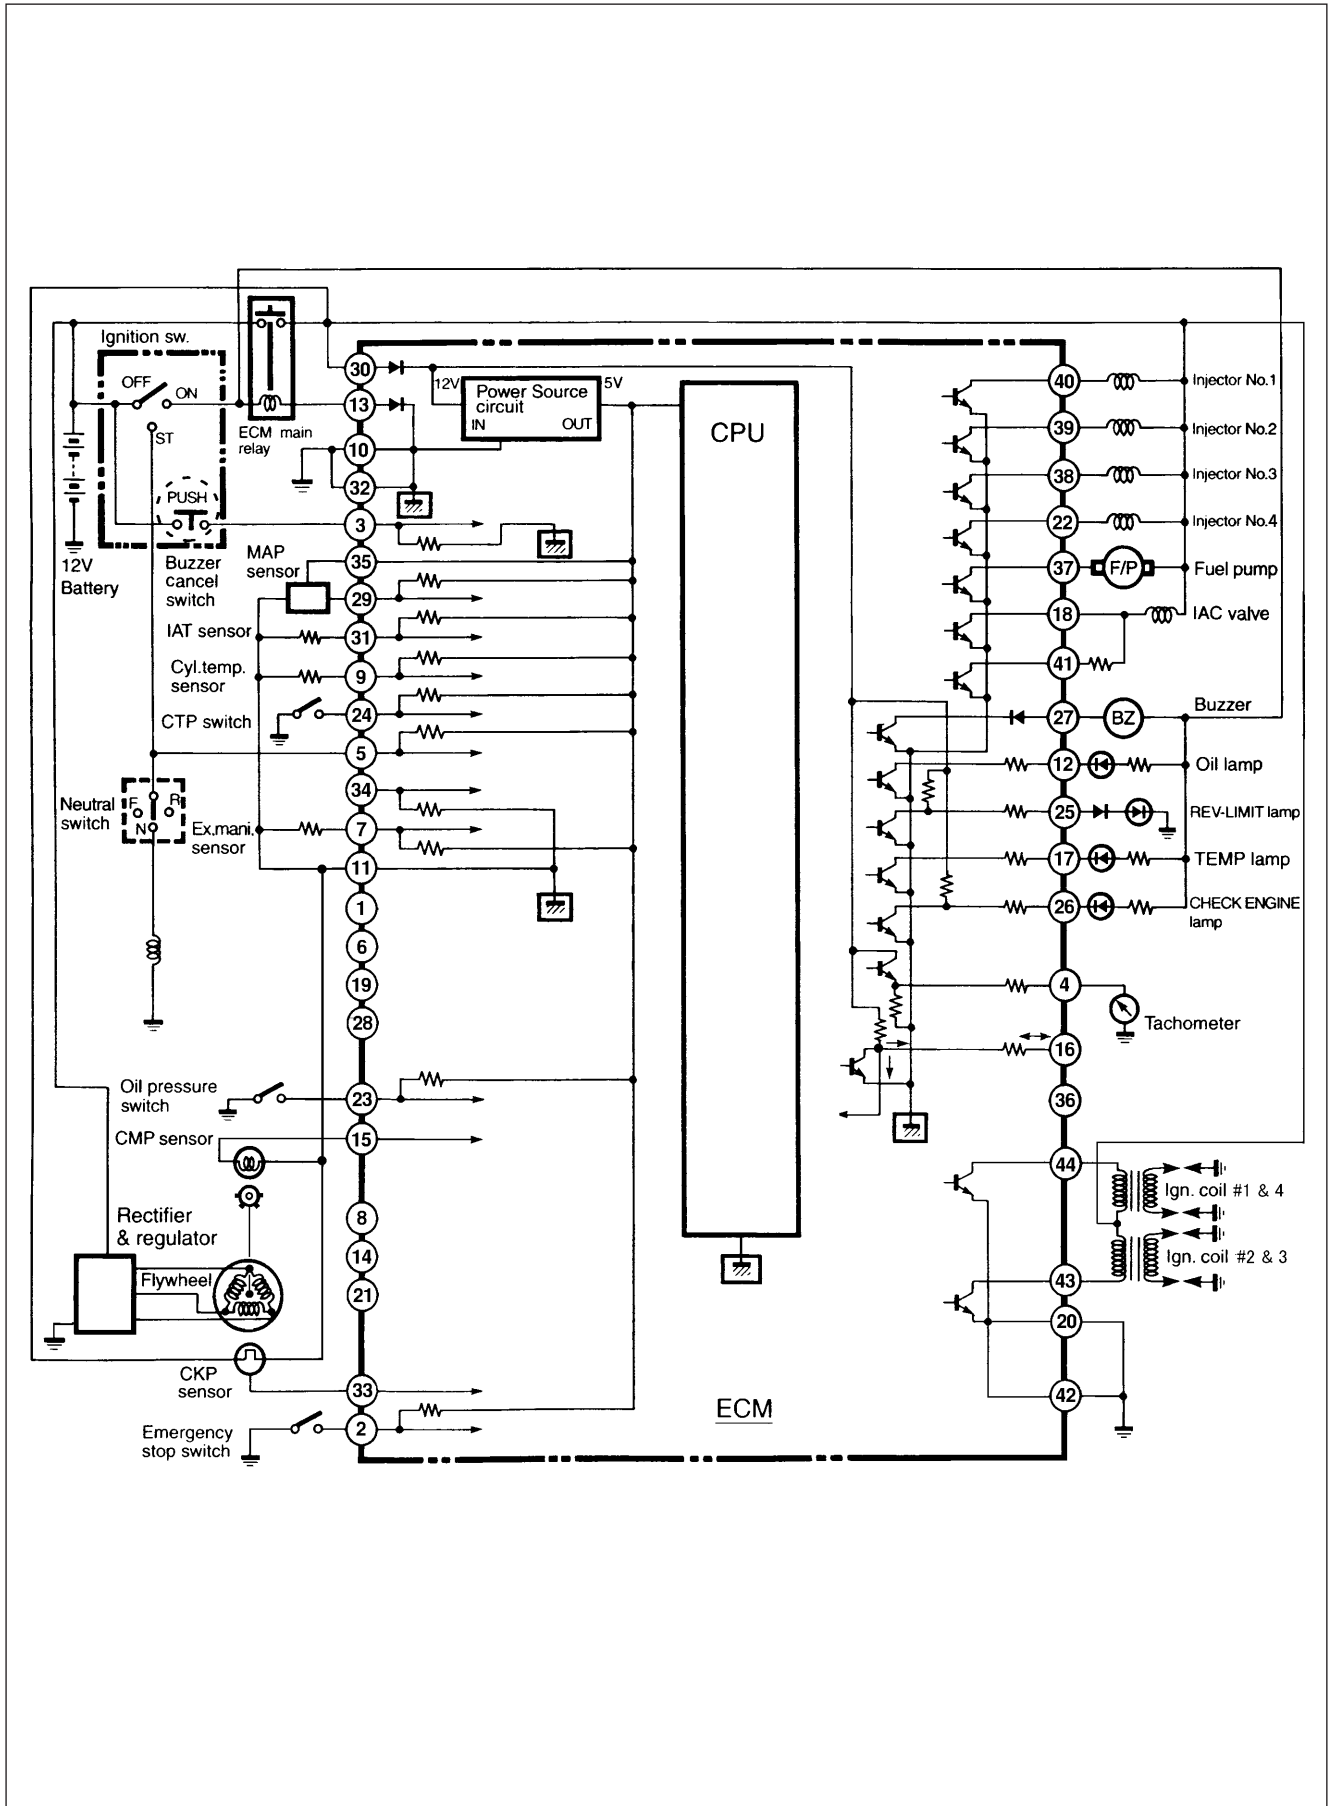 Ignition sw.
OFF
ON
ST
PUSH
12V
Battery
Buzzer
cancel
switch
ECM main
relay
30
13
10
32
3
35
29
31
9
24
5
34
7
11
1
6
19
28
23
15
8
14
21
33
2
12V
5V
Power Source
circuit
IN
OUT
CPU
MAP
sensor
IAT sensor
Cyl.temp.
sensor
CTP switch
Neutral
switch
F
R
N
Ex.mani.
sensor
Oil pressure
switch
CMP sensor
Rectifier
& regulator
Flywheel
CKP
sensor
Emergency
stop switch
ECM
40
Injector No.1
39
Injector No.2
38
Injector No.3
22
Injector No.4
37
F/P
Fuel pump
18
IAC valve
41
27
BZ
Buzzer
12
Oil lamp
25
REV-LIMIT lamp
17
TEMP lamp
26
CHECK ENGINE
lamp
4
Tachometer
16
36
44
Ign. coil #1 & 4
Ign. coil #2 & 3
43
20
42